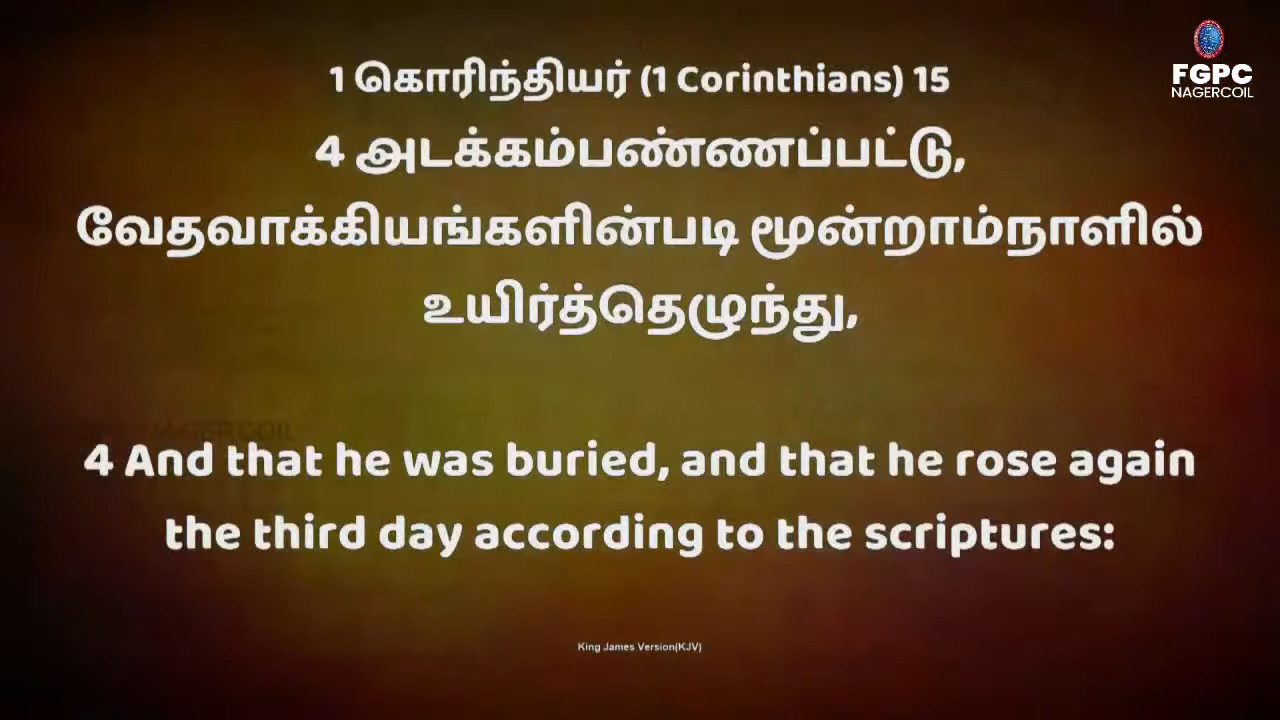 1 கொரிந்தியர் (1 Corinthians) 15
FGPC
NAGERCOIL
4 அடக்கம்பண்ணப்பட்டு,
வேதவாக்கியங்களின்படி மூன்றாம்நாளில்
உயிர்த்தெழுந்து,
NAGERCOIL
4 And that he was buried, and that he rose again
the third day according to the scriptures:
King James Version(KJV)